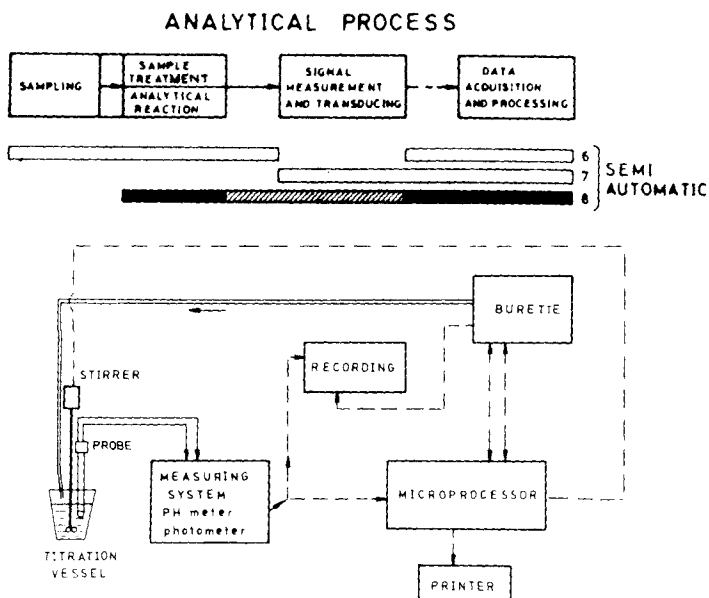 ANALYTICAL PROCESS
SAMPLING
SAMPLE
TREATMENT
ANALYTICAL
REACTION
SIGNAL
MEASUREMENT
AND TRANSDUCING
DATA
ACQUISITION
AND PROCESSING
6
7
8
SEMI
AUTOMATIC
BURETTE
RECORDING
STIRRER
PROBE
MEASURING
SYSTEM
PH meter
photometer
MICROPROCESSOR
TITRATION
VESSEL
PRINTER